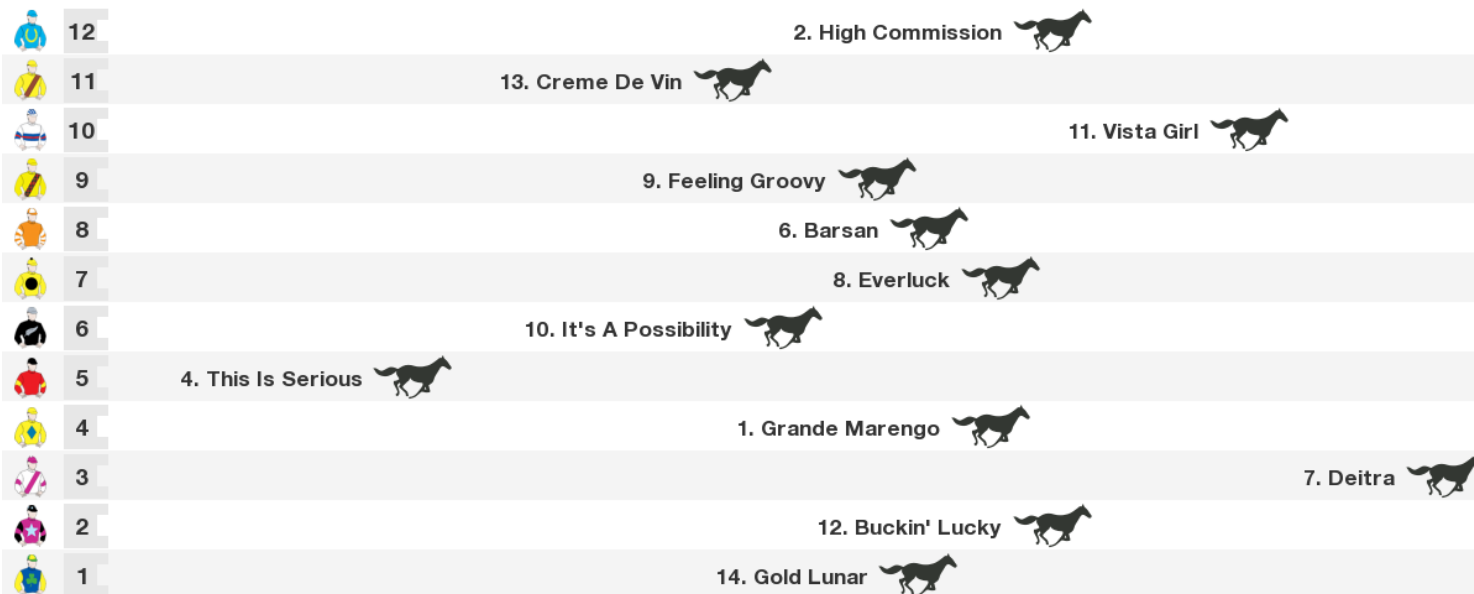 12 2. High Commission
11 13. Creme De Vin
10 11. Vista Girl
9 9. Feeling Groovy
8 6. Barsan
7 8. Everluck
6 10. It's A Possibility
5 4. This Is Serious
4 1. Grande Marengo
3 7. Deitra
2 12. Buckin' Lucky
1 14. Gold Lunar